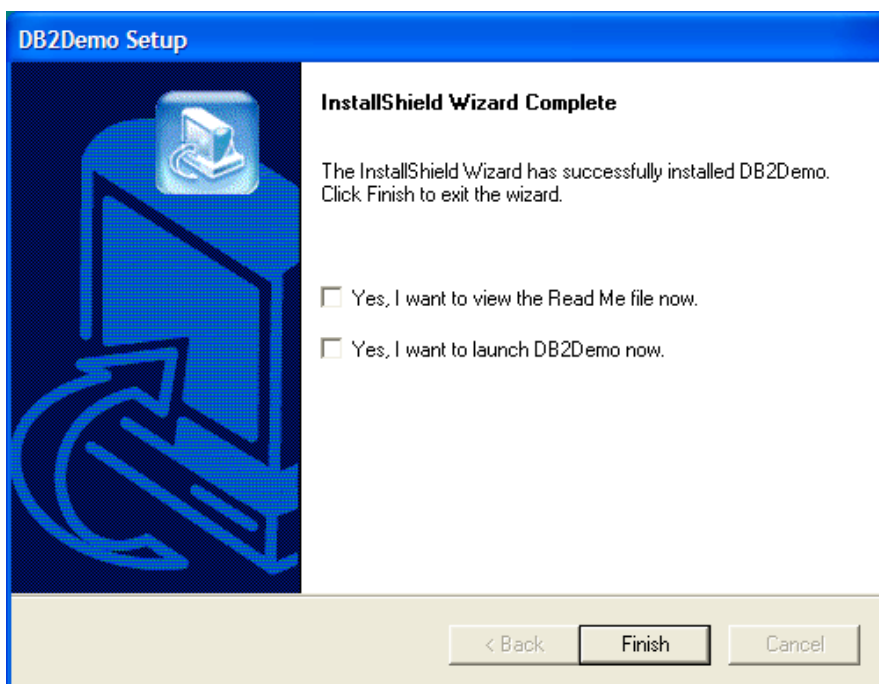 DB2Demo Setup
InstallShield Wizard Complete
The InstallShield Wizard has successfully installed DB2Demo.
Click Finish to exit the wizard.
Yes, I want to view the Read Me file now.
Yes, I want to launch DB2Demo now.
< Back
Finish
Cancel